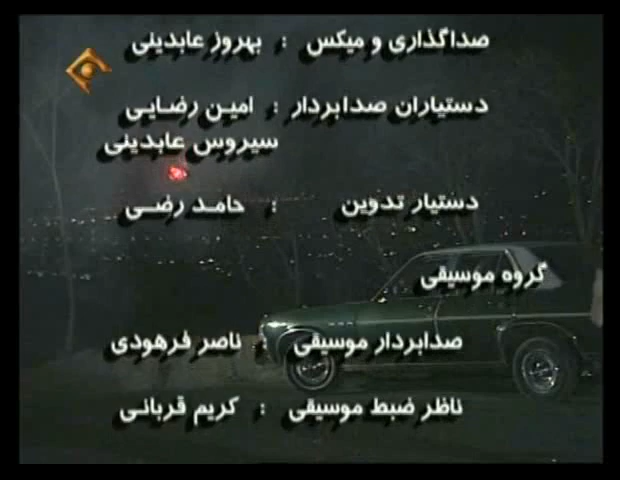 صداگذاری و میکس : بهروز عابدینی
دستیاران صدابردار : امین رضایی
سیروس عابدینی
دستیار تدوین : حامد رضی
گروه موسیقی
صدابردار موسیقی : ناصر فرهودی
ناظر ضبط موسیقی : کریم قربانی